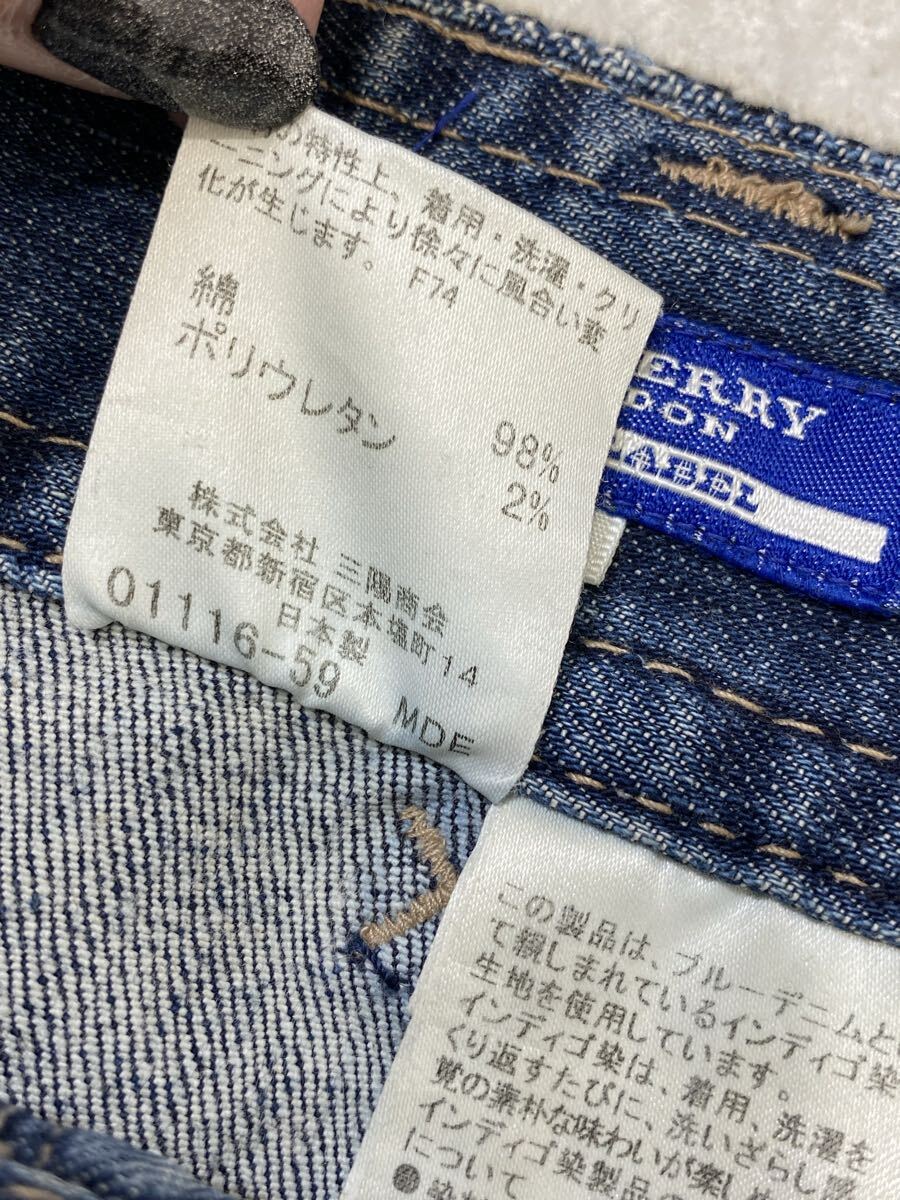 の特性上、着用・洗濯・クリ
ーニングにより徐々に風合い変
化が生じます。 F74
綿 98%
ポリウレタン 2%
株式会社 三陽商会
東京都新宿区本塩町14
日本製
01116-59 MDE
ERRY
DON
LABEL
この製品は、ブルーデニムと
て親しまれているインディゴ染
生地を使用しています。
インディゴ染は、着用、洗濯を
くり返すたびに、洗いざらし感
覚の素朴な味わいが楽し
インディゴ染製品の
について